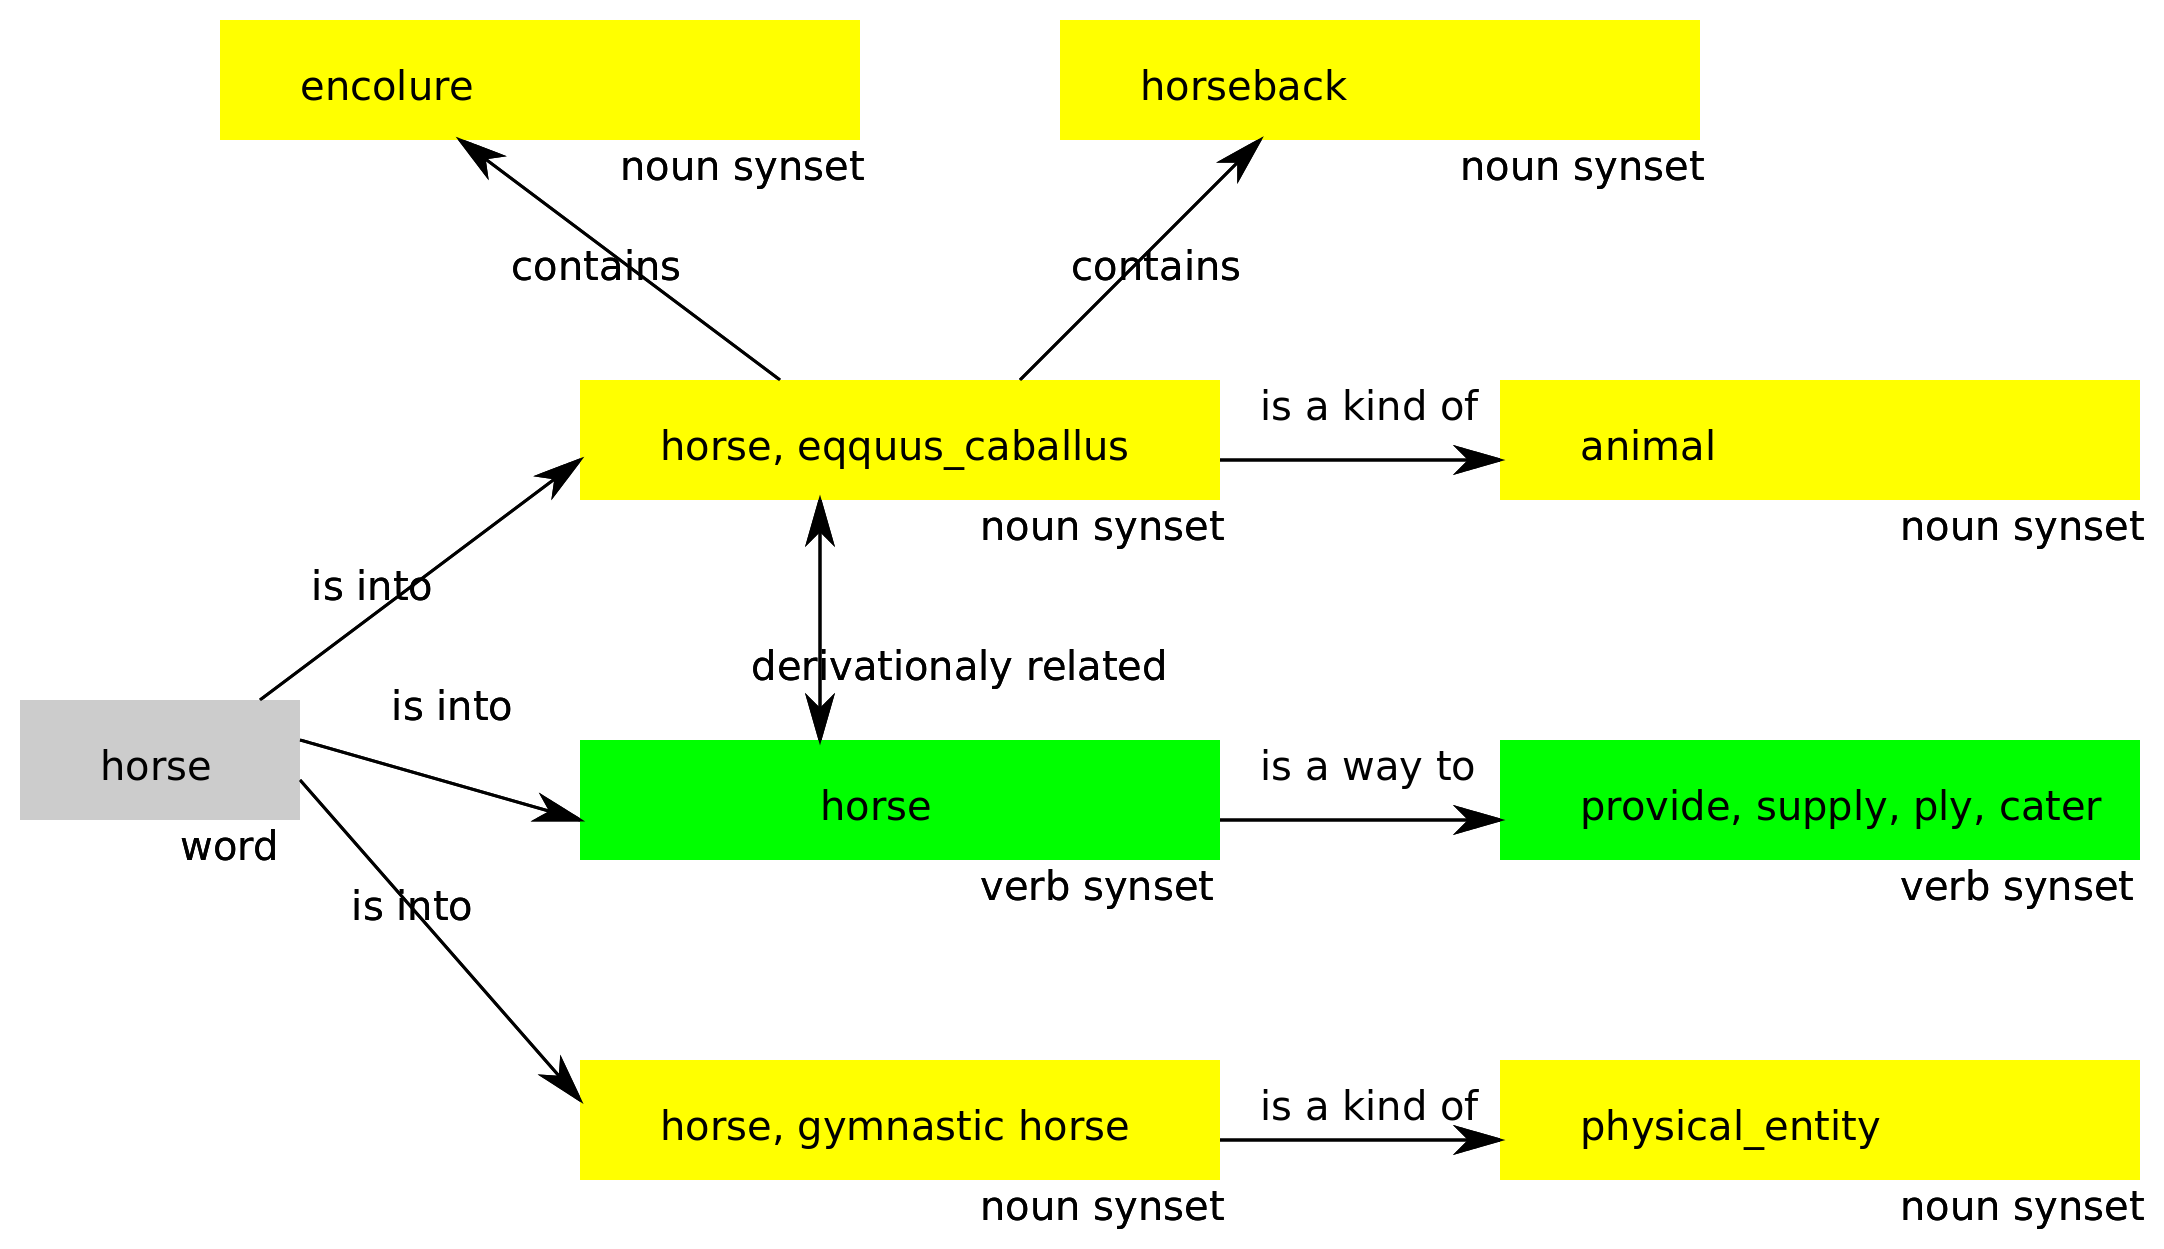 encolure
horseback
noun synset
noun synset
contains
contains
is a kind of
horse, eqquus_caballus
animal
noun synset
noun synset
is into
derivationaly related
is into
horse
is a way to
horse
provide, supply, ply, cater
word
verb synset
verb synset
is into
is a kind of
horse, gymnastic horse
physical_entity
noun synset
noun synset